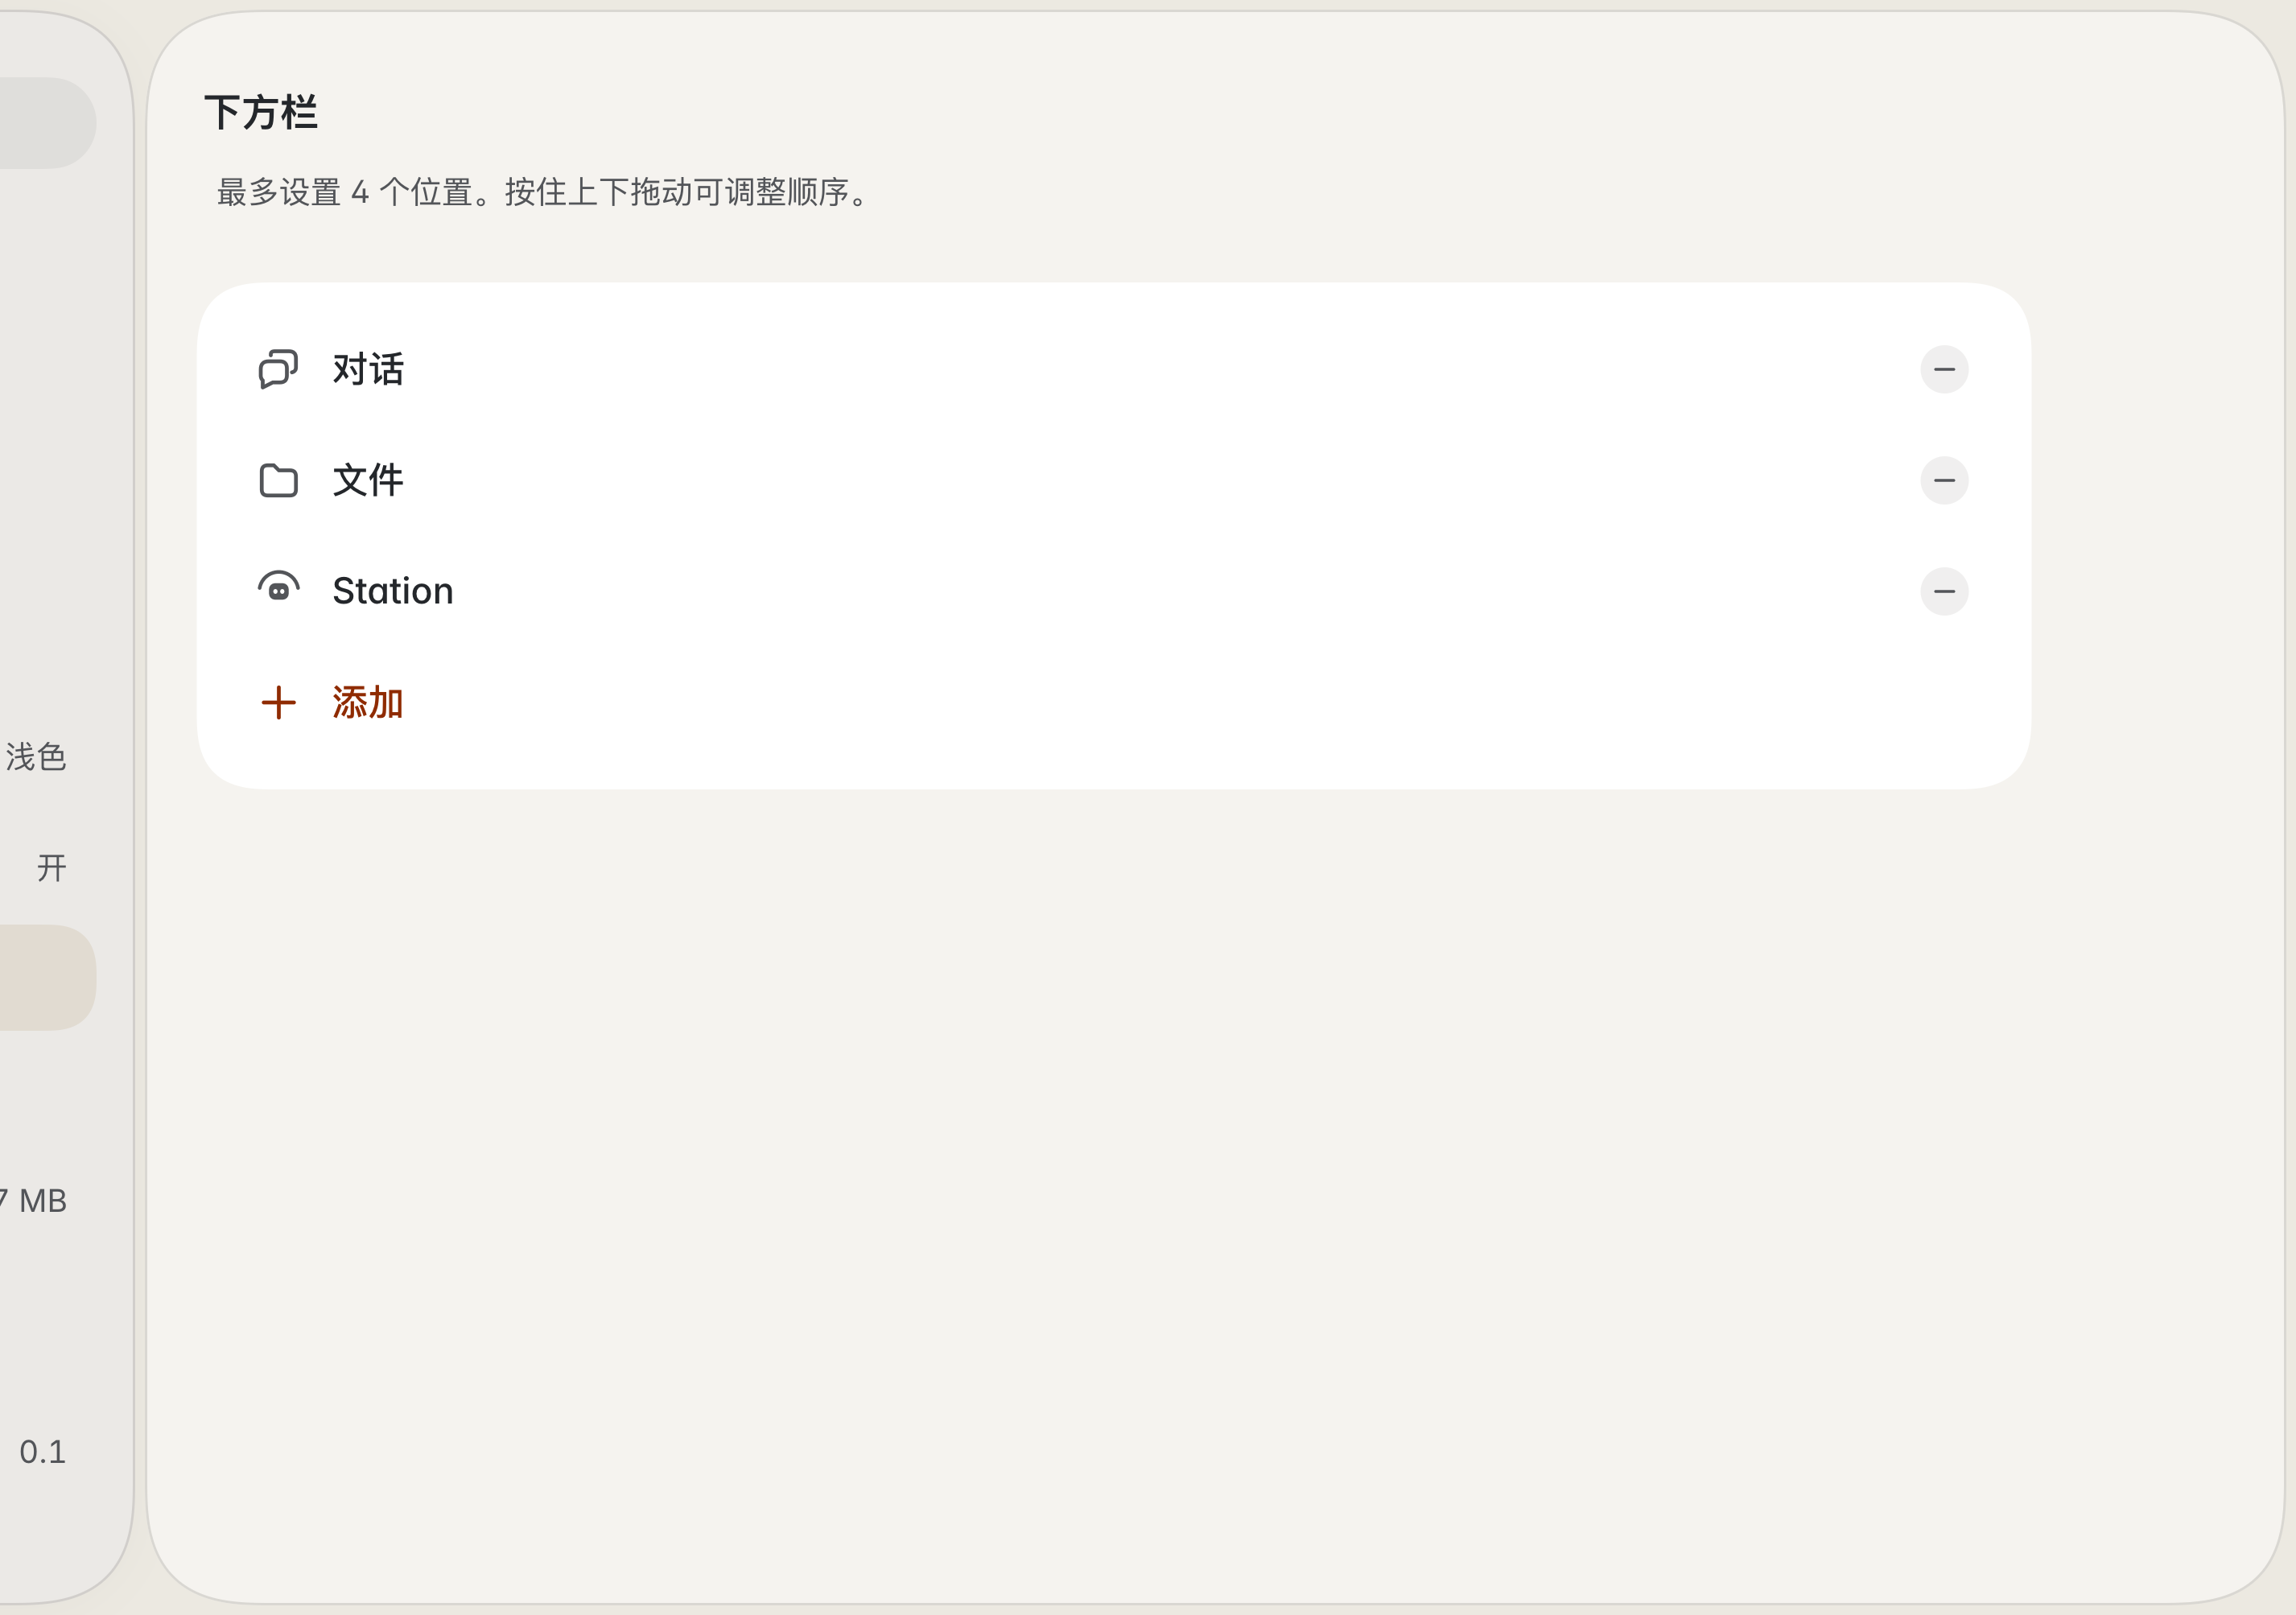 下方栏
最多设置 4 个位置。按住上下拖动可调整顺序。
对话
文件
Station
添加
浅色
开
7 MB
0.1